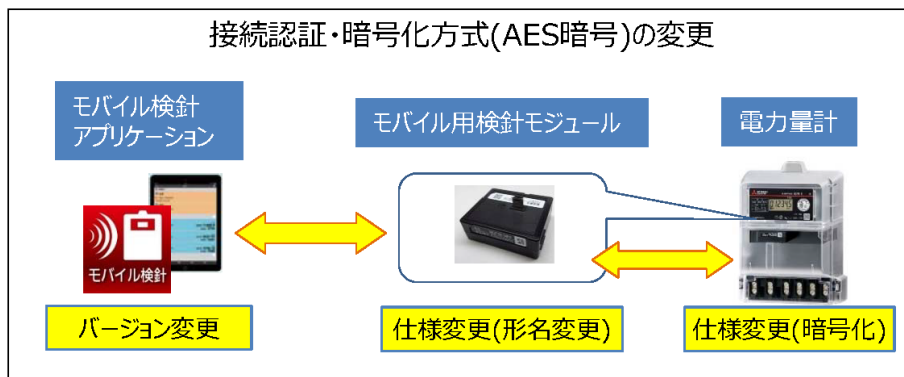 接続認証・暗号化方式(AES暗号)の変更
モバイル検針
アプリケーション
モバイル用検針モジュール
電力量計
モバイル検針
バージョン変更
仕様変更(形名変更)
仕様変更(暗号化)